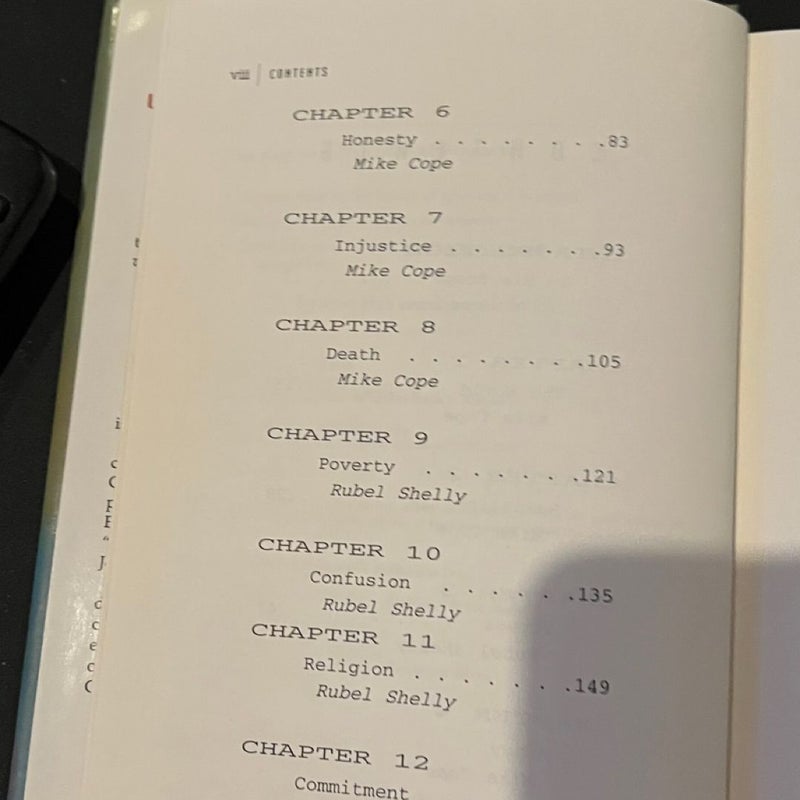 viii | CONTENTS
CHAPTER 6
Honesty . . . . . . . .83
Mike Cope
CHAPTER 7
Injustice . . . . . . .93
Mike Cope
CHAPTER 8
Death . . . . . . . .105
Mike Cope
CHAPTER 9
Poverty . . . . . . .121
Rubel Shelly
CHAPTER 10
Confusion . . . . . .135
Rubel Shelly
CHAPTER 11
Religion . . . . . . .149
Rubel Shelly
CHAPTER 12
Commitment